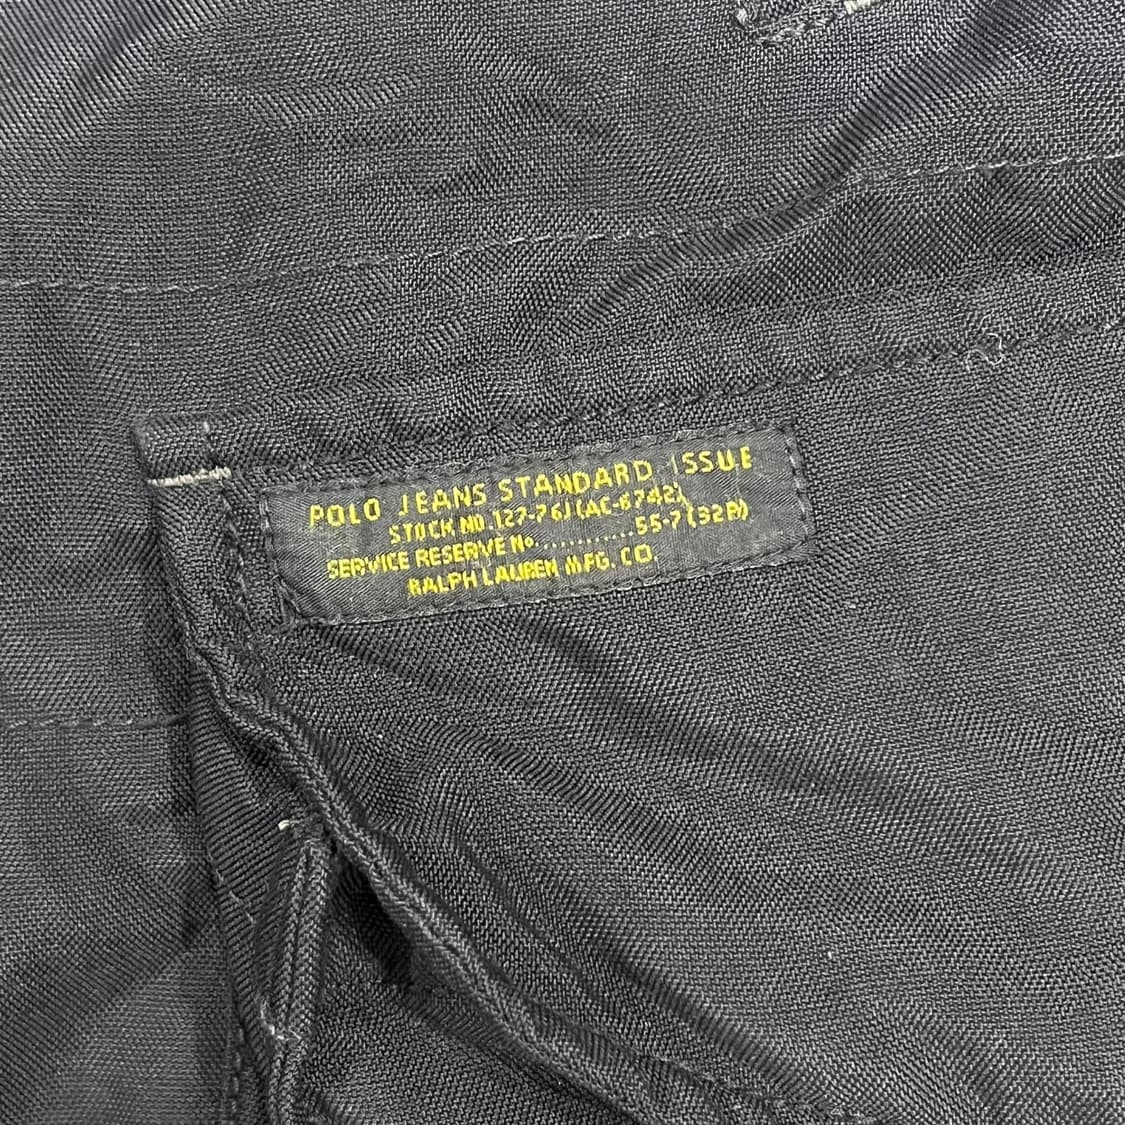 POLO JEANS STANDARD ISSUE
STOCK NO. 127-76J (AC-6742)
SERVICE RESERVE No. ........... 55-7 (32R)
RALPH LAUREN MFG. CO.